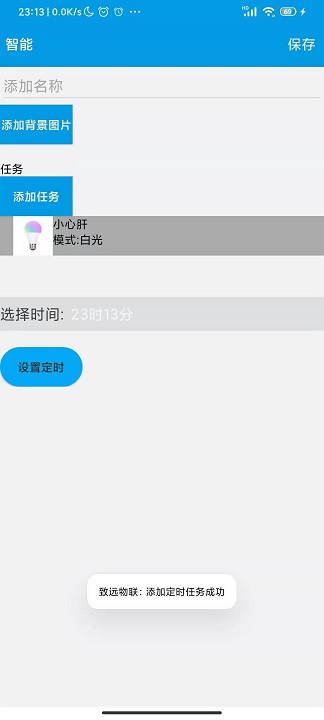 23:13 | 0.0K/s ···
HD 69
智能
保存
添加名称
添加背景图片
任务
添加任务
小心肝
模式:白光
选择时间: 23时13分
设置定时
致远物联: 添加定时任务成功